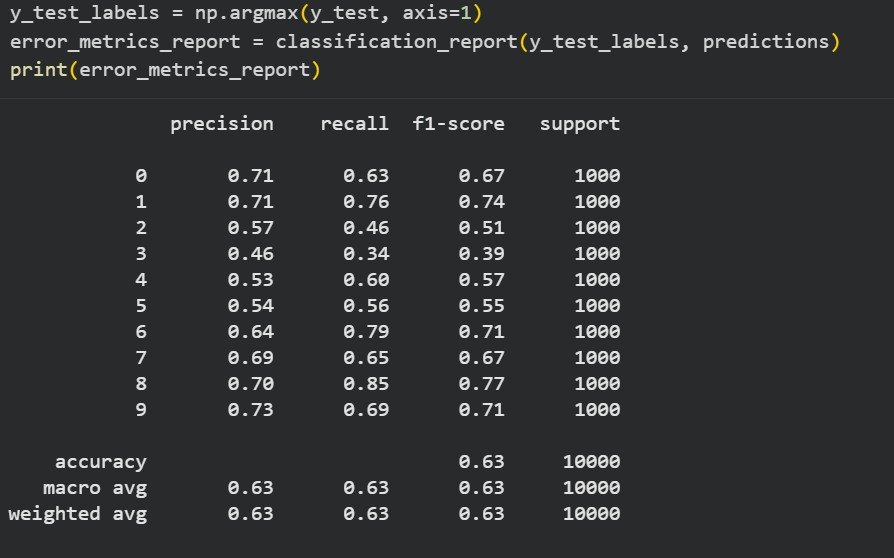 y_test_labels = np.argmax(y_test, axis=1)
error_metrics_report = classification_report(y_test_labels, predictions)
print(error_metrics_report)
precision recall f1-score support
0 0.71 0.63 0.67 1000
1 0.71 0.76 0.74 1000
2 0.57 0.46 0.51 1000
3 0.46 0.34 0.39 1000
4 0.53 0.60 0.57 1000
5 0.54 0.56 0.55 1000
6 0.64 0.79 0.71 1000
7 0.69 0.65 0.67 1000
8 0.70 0.85 0.77 1000
9 0.73 0.69 0.71 1000
accuracy 0.63 10000
macro avg 0.63 0.63 0.63 10000
weighted avg 0.63 0.63 0.63 10000